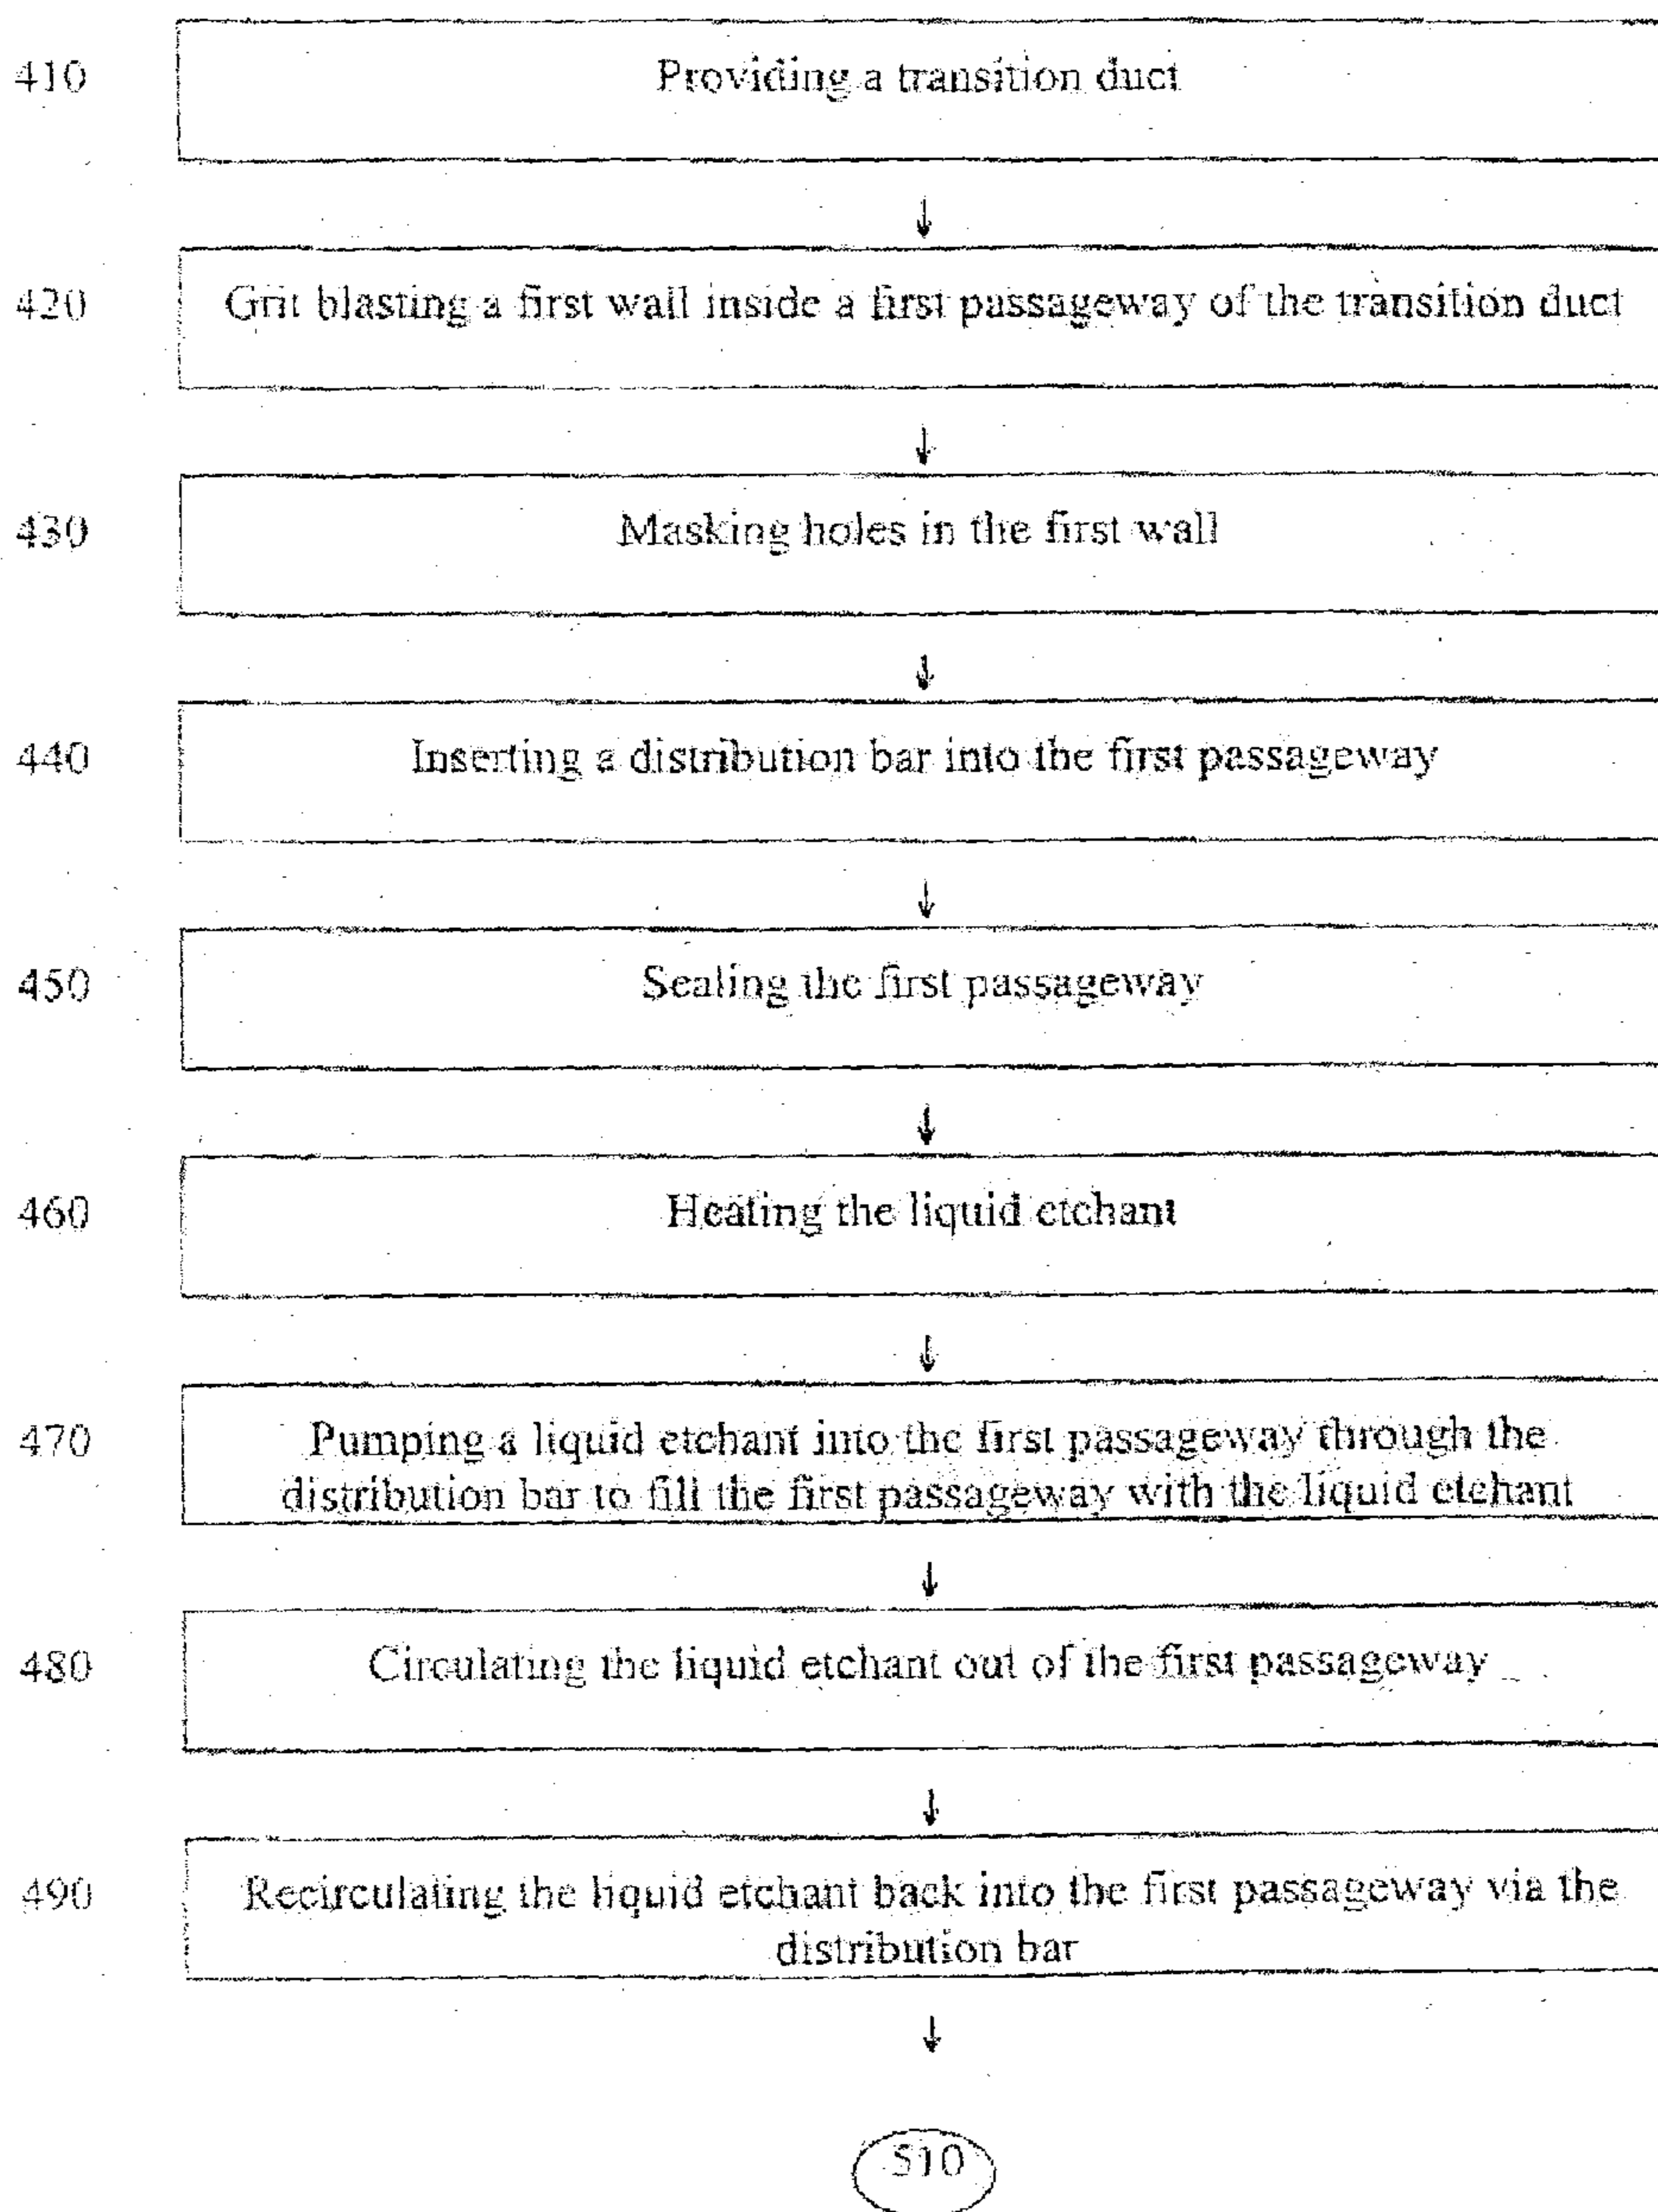 410 Providing a transition duct
420 Grit blasting a first wall inside a first passageway of the transition duct
430 Masking holes in the first wall
440 Inserting a distribution bar into the first passageway
450 Sealing the first passageway
460 Heating the liquid etchant
470 Pumping a liquid etchant into the first passageway through the
distribution bar to fill the first passageway with the liquid etchant
480 Circulating the liquid etchant out of the first passageway
490 Recirculating the liquid etchant back into the first passageway via the
distribution bar
510